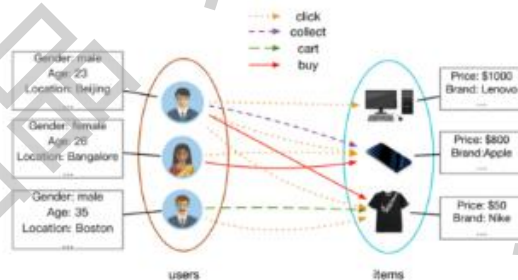 click
collect
cart
buy
Gender: male
Age: 23
Location: Beijing
...
Gender: female
Age: 26
Location: Bangalore
...
Gender: male
Age: 35
Location: Boston
...
Price: $1000
Brand: Lenovo
...
Price: $800
Brand:Apple
...
Price: $50
Brand: Nike
...
users
items